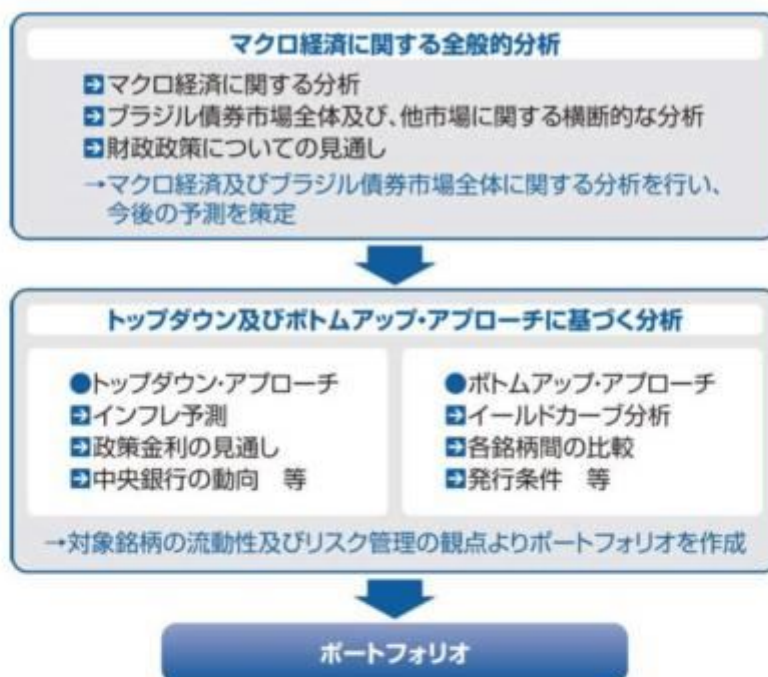 マクロ経済に関する全般的分析
マクロ経済に関する分析
ブラジル債券市場全体及び、他市場に関する横断的な分析
財政政策についての見通し
→マクロ経済及びブラジル債券市場全体に関する分析を行い、
今後の予測を策定
トップダウン及びボトムアップ・アプローチに基づく分析
●トップダウン・アプローチ
インフレ予測
政策金利の見通し
中央銀行の動向 等
●ボトムアップ・アプローチ
イールドカーブ分析
各銘柄間の比較
発行条件 等
→対象銘柄の流動性及びリスク管理の観点よりポートフォリオを作成
ポートフォリオ